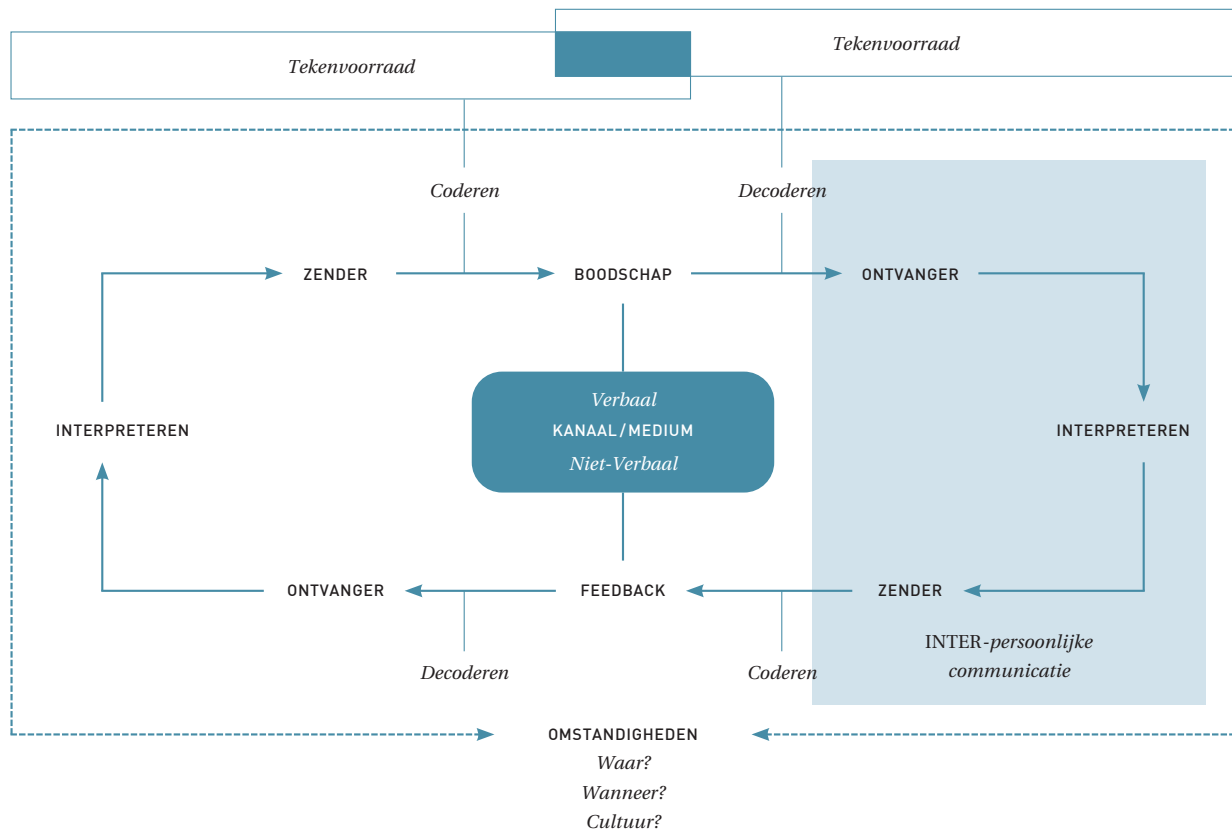 Tekenvoorraad
Tekenvoorraad
Coderen
Decoderen
ZENDER
BOODSCHAP
ONTVANGER
Verbaal
INTERPRETEREN
KANAAL/MEDIUM
INTERPRETEREN
Niet-Verbaal
ONTVANGER
FEEDBACK
ZENDER
INTER-persoonlijke
communicatie
Decoderen
Coderen
OMSTANDIGHEDEN
Waar?
Wanneer?
Cultuur?